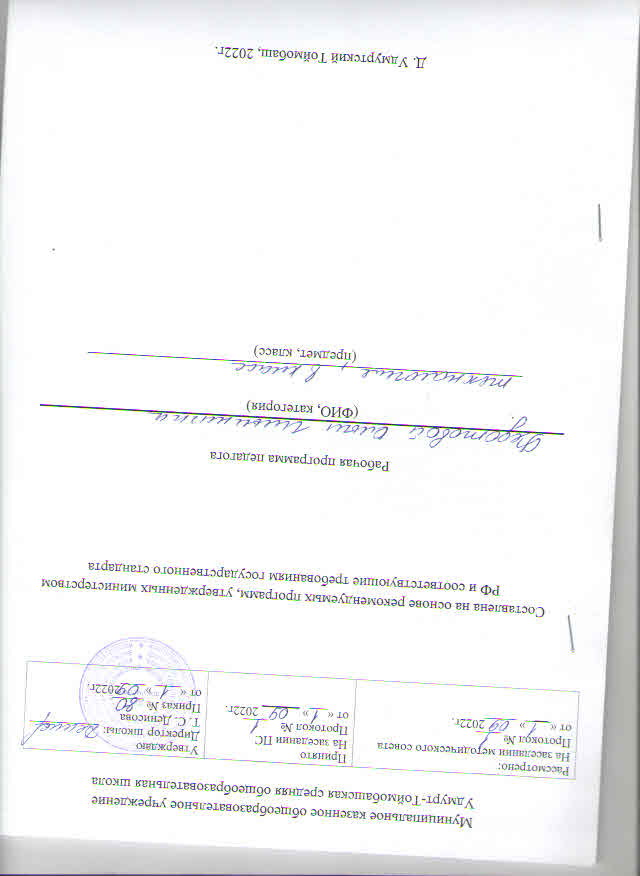 Муниципальное казенное общеобразовательное учреждение
Удмурт-Тоймобашская средняя общеобразовательная школа
Рассмотрено:
На заседании методического совета
Протокол № 1
от « 1 » 09 2022г.
Принято
На заседании ПС
Протокол № 1
от « 1 » 09 2022г
Утверждаю
Директор школы:
Т. С. Денисова
Приказ № 80
от « 1 » 09 2022г.
Составлена на основе рекомендуемых программ, утвержденных министерством
РФ и соответствующие требованиям государственного стандарта
Рабочая программа педагога
Федотовой
(ФИО, категория)
технология, класс
(предмет, класс)
Д. Удмуртский Тоймобаш, 2022г.